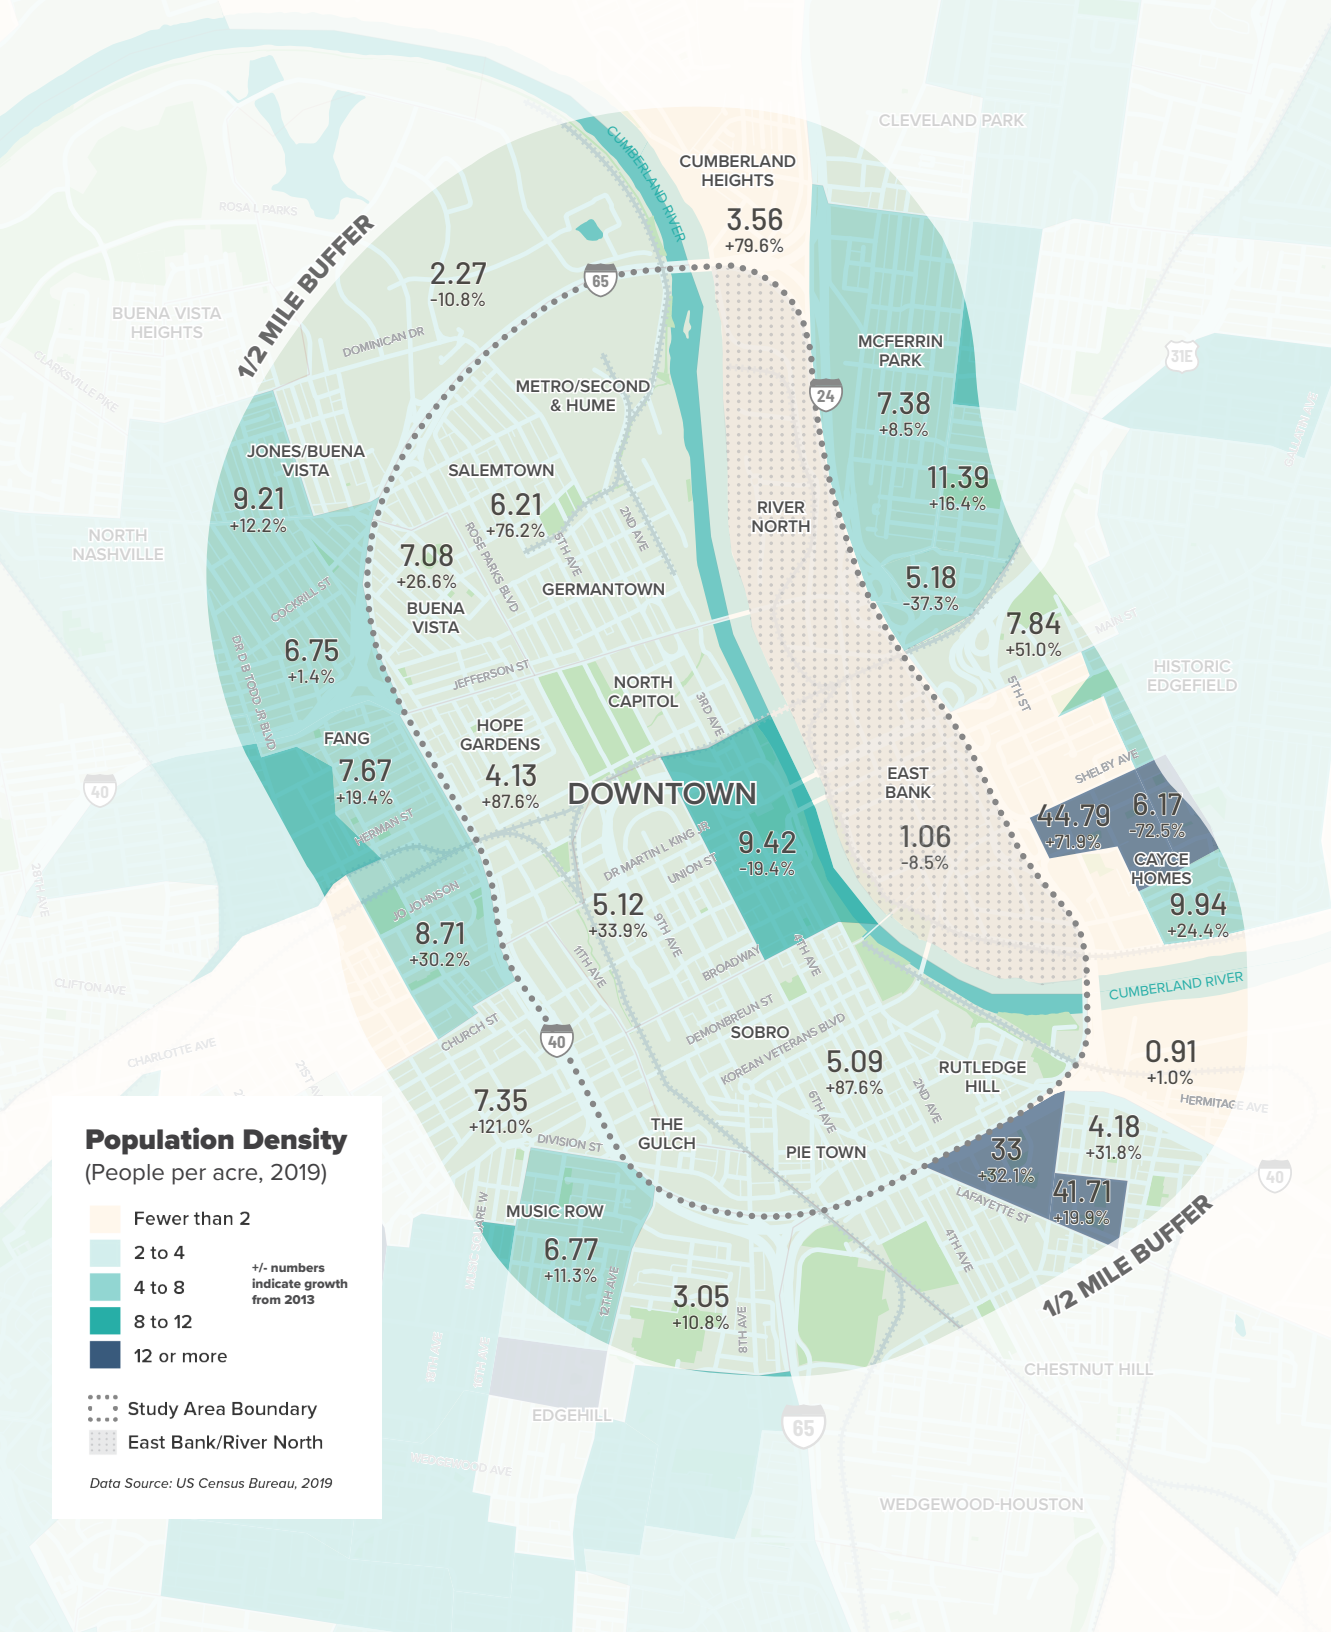 CLEVELAND PARK
CUMBERLAND RIVER
CUMBERLAND
HEIGHTS
3.56
+79.6%
ROSA L PARKS
1/2 MILE BUFFER
2.27
-10.8%
65
BUENA VISTA
HEIGHTS
DOMINICAN DR
CLARKSVILLE PIKE
MCFERRIN
PARK
31E
24
7.38
+8.5%
METRO/SECOND
& HUME
GALLATIN AVE
JONES/BUENA
VISTA
9.21
+12.2%
SALEMTOWN
6.21
+76.2%
11.39
+16.4%
RIVER
NORTH
2ND AVE
NORTH
NASHVILLE
ROSE PARKS BLVD
5TH AVE
7.08
+26.6%
BUENA
VISTA
GERMANTOWN
5.18
-37.3%
COCKRILL ST
7.84
+51.0%
MAIN ST
6.75
+1.4%
DR D B TODD JR BLVD
JEFFERSON ST
HISTORIC
EDGEFIELD
NORTH
CAPITOL
3RD AVE
5TH ST
HOPE
GARDENS
4.13
+87.6%
FANG
7.67
+19.4%
DOWNTOWN
EAST
BANK
1.06
-8.5%
SHELBY AVE
44.79
+71.9%
6.17
-72.5%
CAYCE
HOMES
9.94
+24.4%
40
HERMAN ST
DR MARTIN L KING JR
UNION ST
9.42
-19.4%
28TH AVE
JO JOHNSON
8.71
+30.2%
5.12
+33.9%
9TH AVE
11TH AVE
BROADWAY
5TH AVE
CLIFTON AVE
CUMBERLAND RIVER
DEMONBREUN ST
SOBRO
KOREAN VETERANS BLVD
CHURCH ST
40
CHARLOTTE AVE
21ST AV
5.09
+87.6%
RUTLEDGE
HILL
0.91
+1.0%
HERMITAGE AVE
7.35
+121.0%
6TH AVE
2ND AVE
4.18
+31.8%
THE
GULCH
DIVISION ST
PIE TOWN
33
+32.1%
41.71
+19.9%
40
LAFAYETTE ST
1/2 MILE BUFFER
MUSIC ROW
6.77
+11.3%
12TH AVE
4TH AVE
3.05
+10.8%
8TH AVE
CHESTNUT HILL
EDGEHILL
65
WEDGEWOOD AVE
WEDGEWOOD-HOUSTON
Population Density
(People per acre, 2019)
Fewer than 2
2 to 4
4 to 8
8 to 12
12 or more
+/- numbers
indicate growth
from 2013
Study Area Boundary
East Bank/River North
Data Source: US Census Bureau, 2019